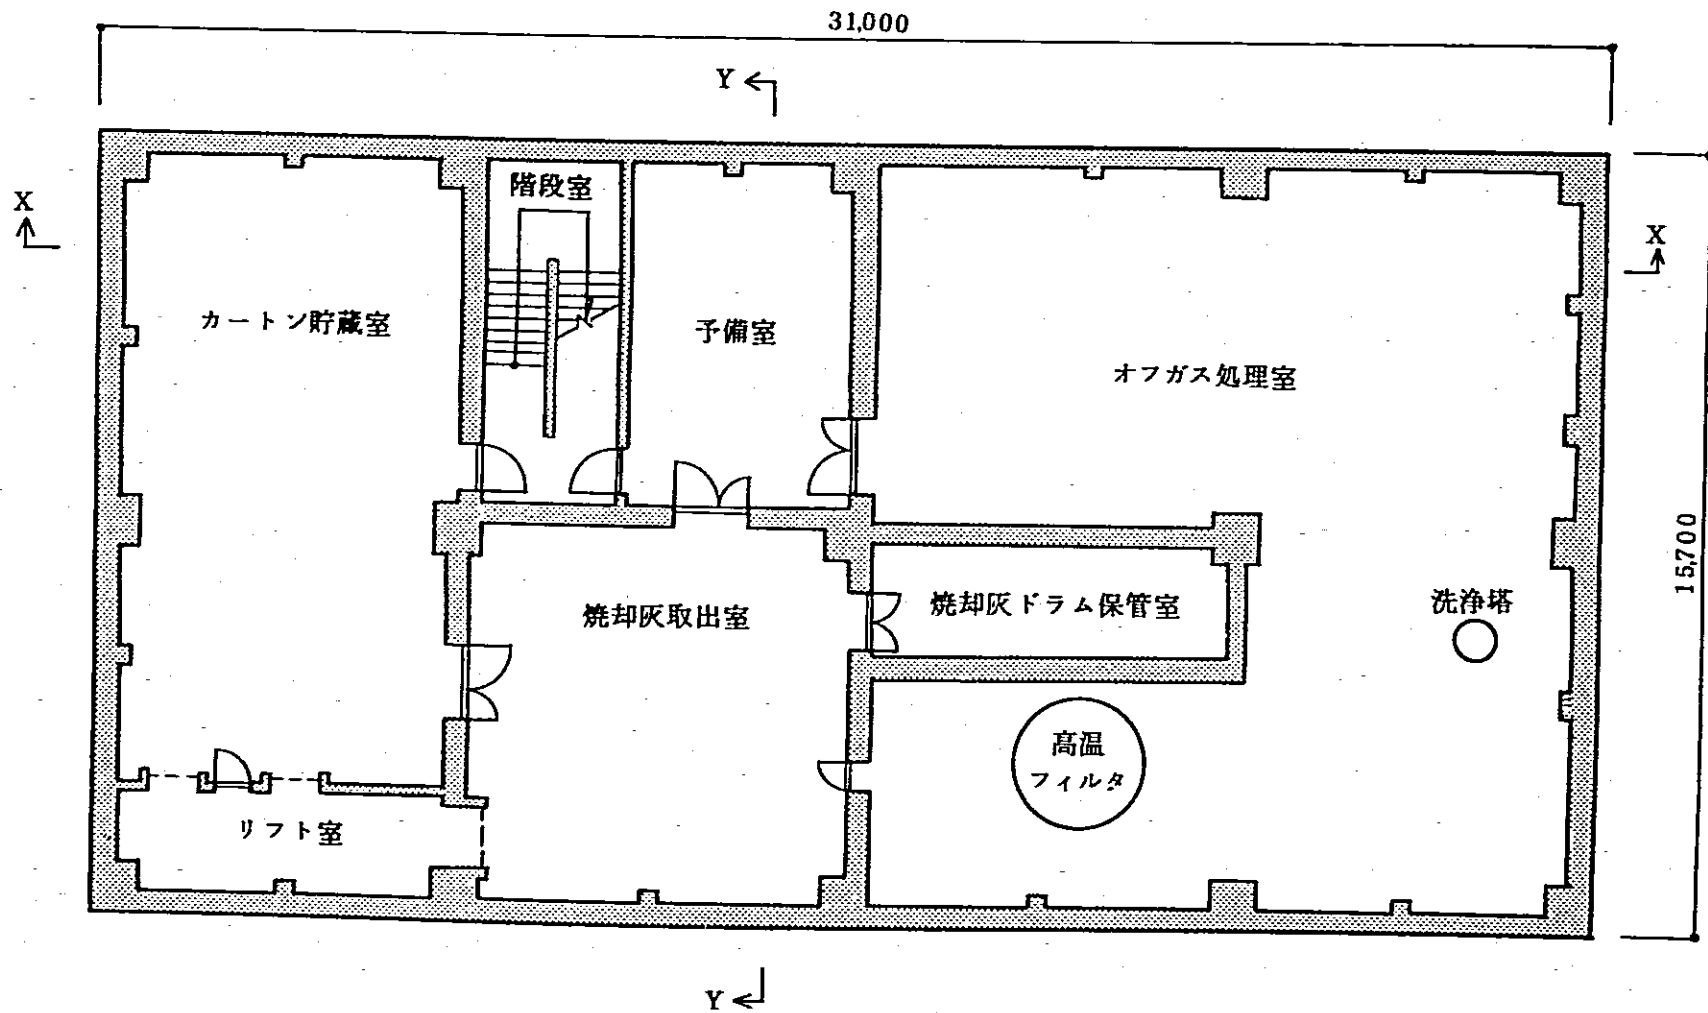 31,000
Y
階段室
X
X
カートン貯蔵室
予備室
オフガス処理室
15,700
焼却灰取出室
焼却灰ドラム保管室
洗浄塔
高温
フィルタ
リフト室
Y